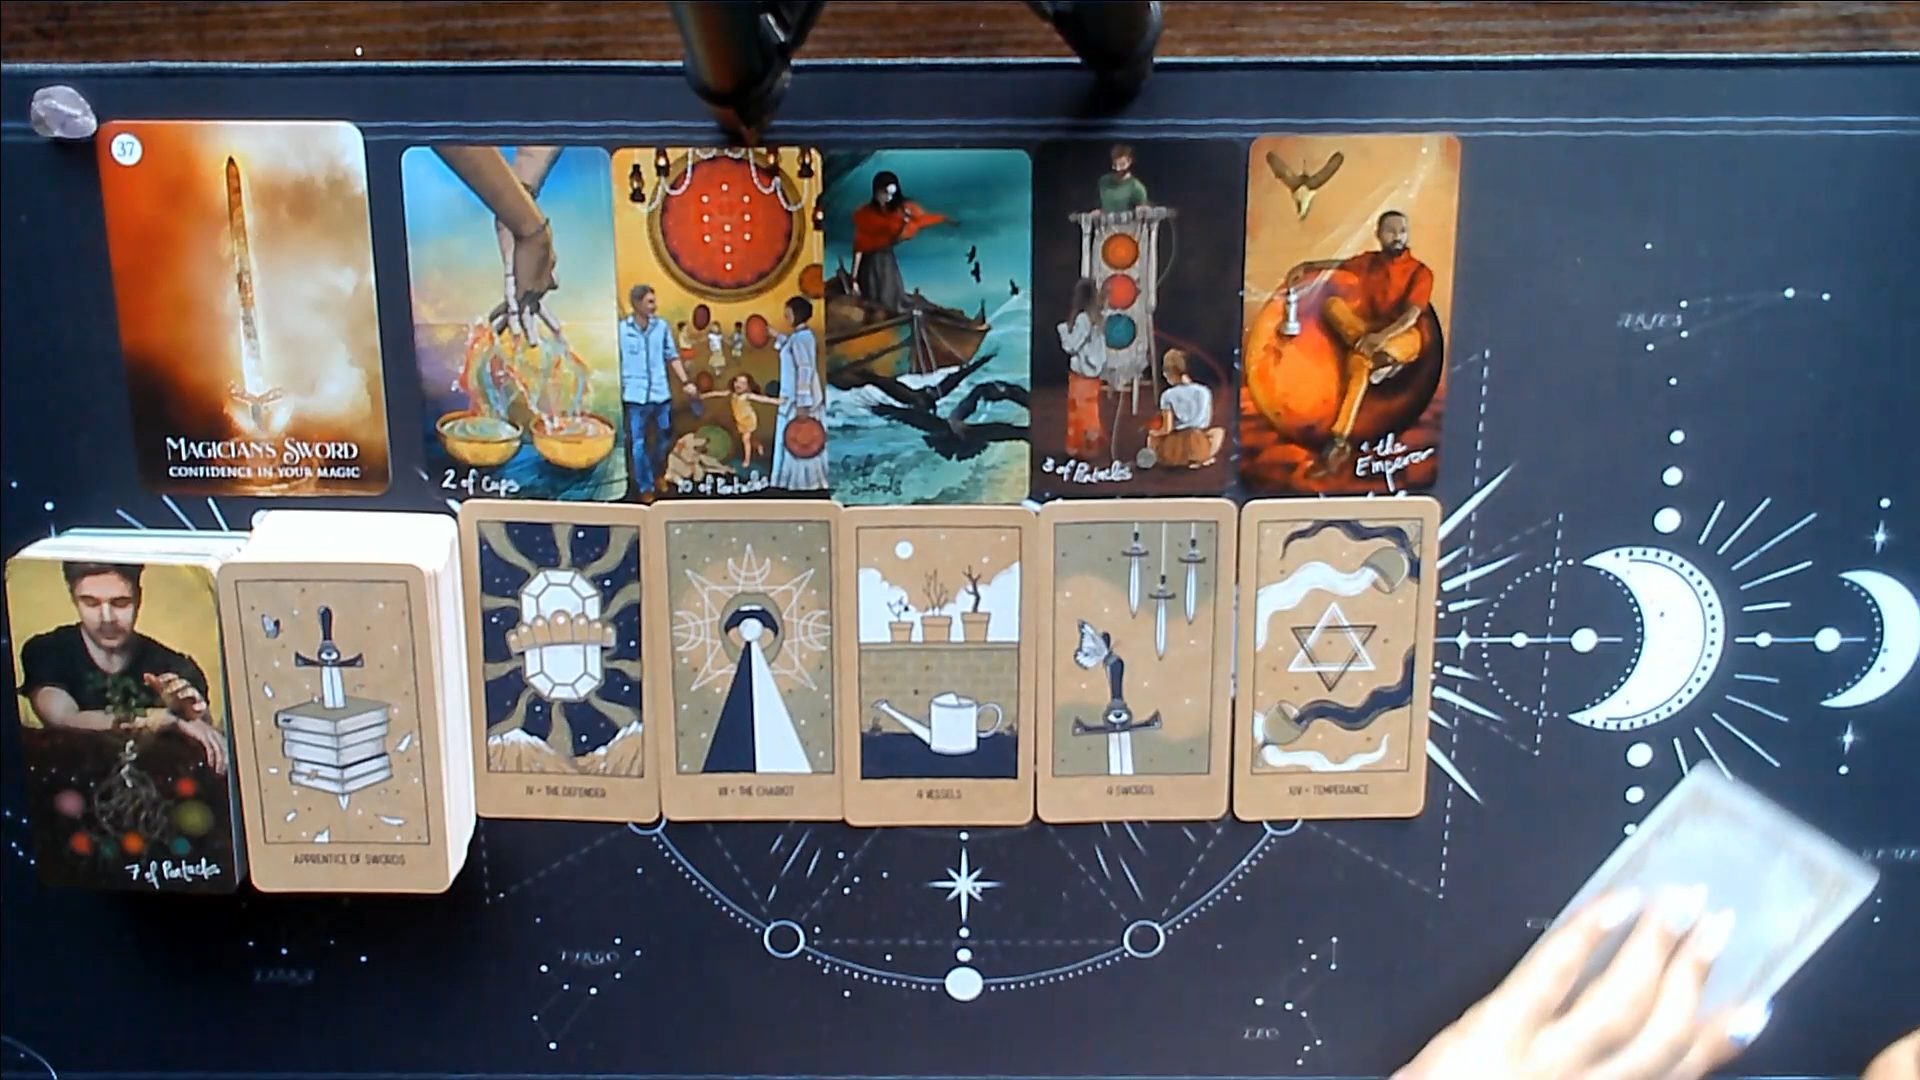 37
MAGICIAN'S SWORD
CONFIDENCE IN YOUR MAGIC
2 of Cups
10 of Pentacles
Swords
3 of Pentacles
4 the
Emperor
ARIES
7 of Pentacles
APPRENTICE OF SWORDS
IV • THE DEFENDER
VII • THE CHARIOT
4 VESSELS
4 SWORDS
XIV • TEMPERANCE
VIRGO
LEO